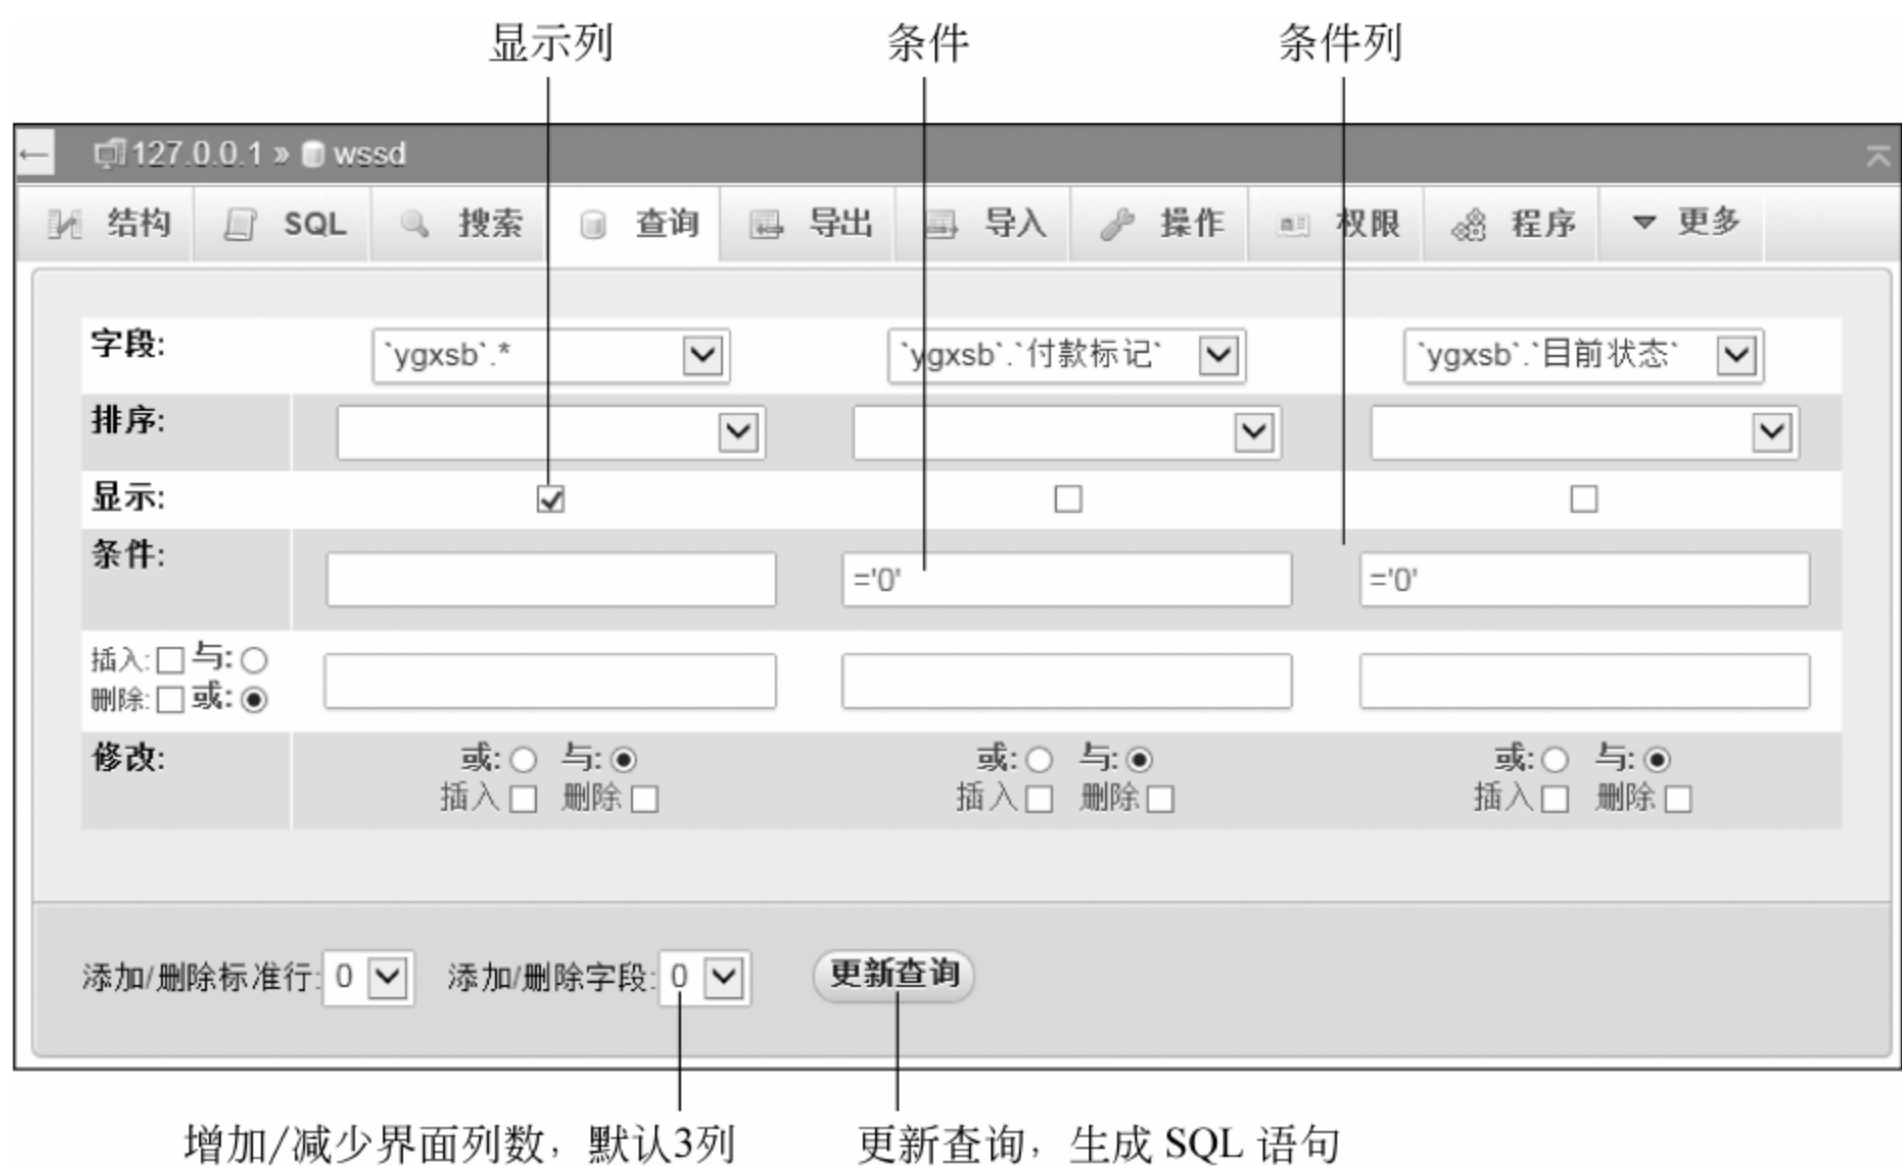 显示列 条件 条件列
← 127.0.0.1 » wssd
结构 SQL 搜索 查询 导出 导入 操作 权限 程序 更多
字段: `ygxsb`.* `ygxsb`.`付款标记` `ygxsb`.`目前状态`
排序:
显示:
条件: ='0' ='0'
插入: 与:
删除: 或:
修改: 或: 与: 或: 与: 或: 与:
插入 删除 插入 删除 插入 删除
添加/删除标准行: 0 添加/删除字段: 0 更新查询
增加/减少界面列数，默认3列 更新查询，生成 SQL 语句